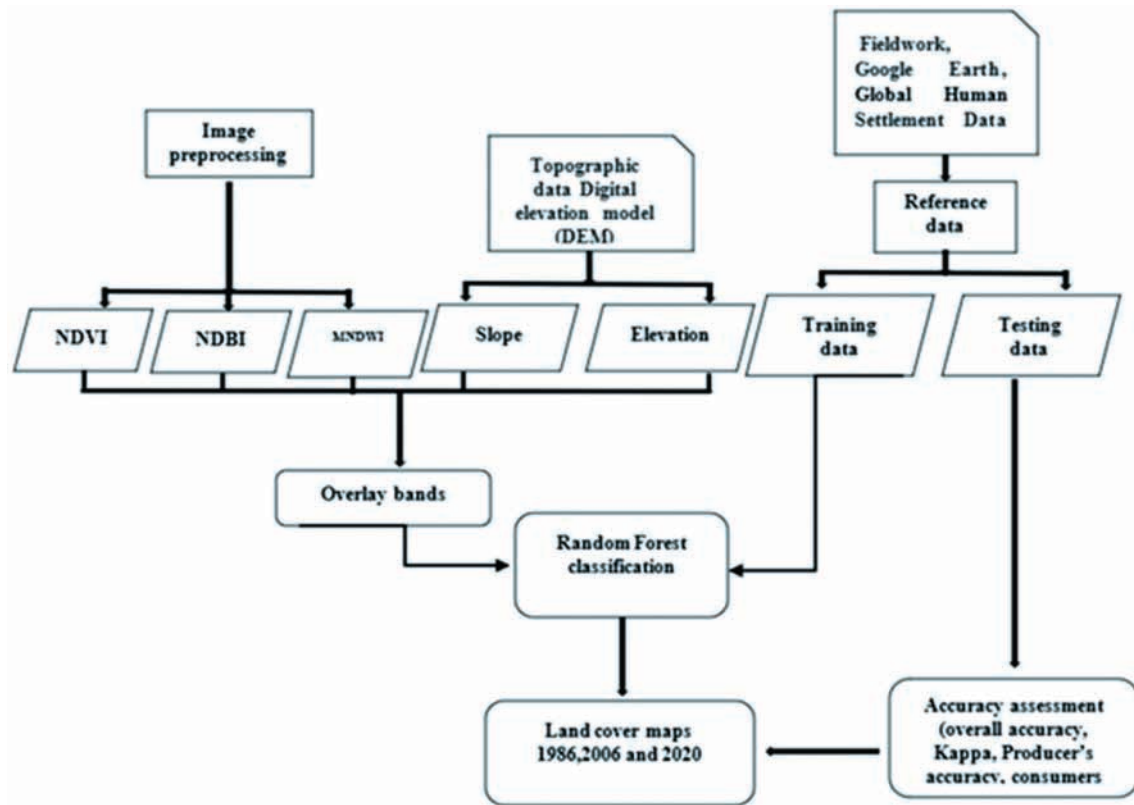 Fieldwork,
Google Earth,
Global Human
Settlement Data
Image
preprocessing
Topographic
data Digital
elevation model
(DEM)
Reference
data
NDVI
NDBI
MNDWI
Slope
Elevation
Training
data
Testing
data
Overlay bands
Random Forest
classification
Land cover maps
1986,2006 and 2020
Accuracy assessment
(overall accuracy,
Kappa, Producer's
accuracy, consumers